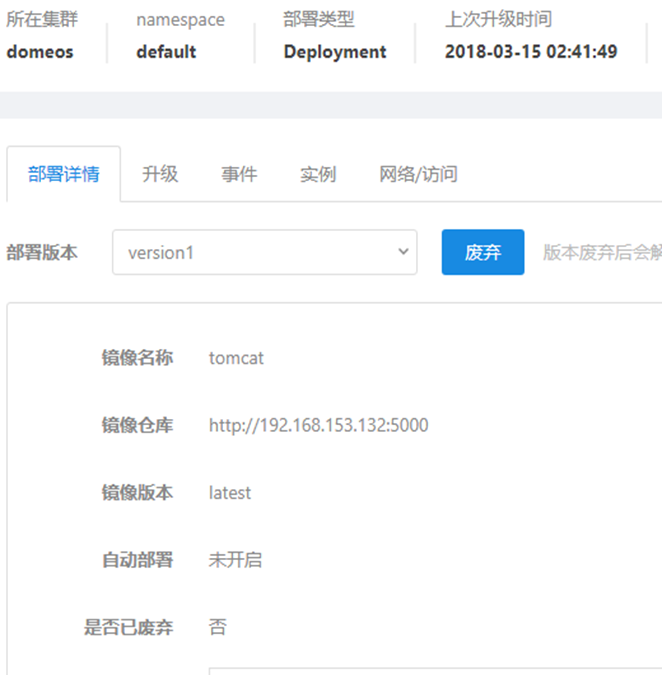 所在集群 namespace 部署类型 上次升级时间
domeos default Deployment 2018-03-15 02:41:49
部署详情 升级 事件 实例 网络/访问
部署版本 version1 废弃 版本废弃后会解
镜像名称 tomcat
镜像仓库 http://192.168.153.132:5000
镜像版本 latest
自动部署 未开启
是否已废弃 否